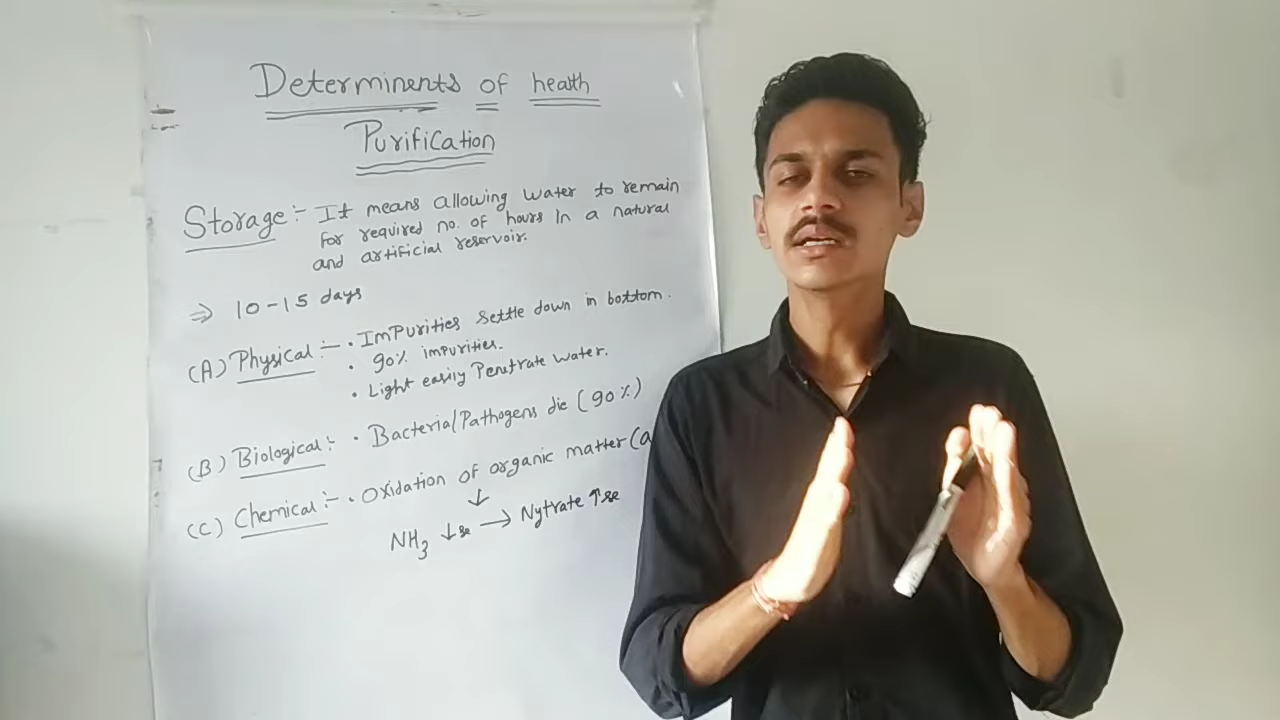 Determinents of health
Purification
Storage:- It means allowing water to remain
for required no. of hours In a natural
and artificial reservoir.
⇒ 10-15 days
(A) Physical :- • ImPurities settle down in bottom.
• 90% impurities.
• Light easily Penetrate water.
(B) Biological:- • Bacteria/Pathogens die (90%)
(C) Chemical :- • Oxidation of organic matter (a
↓
NH3 ↓se → Nytrate ↑se